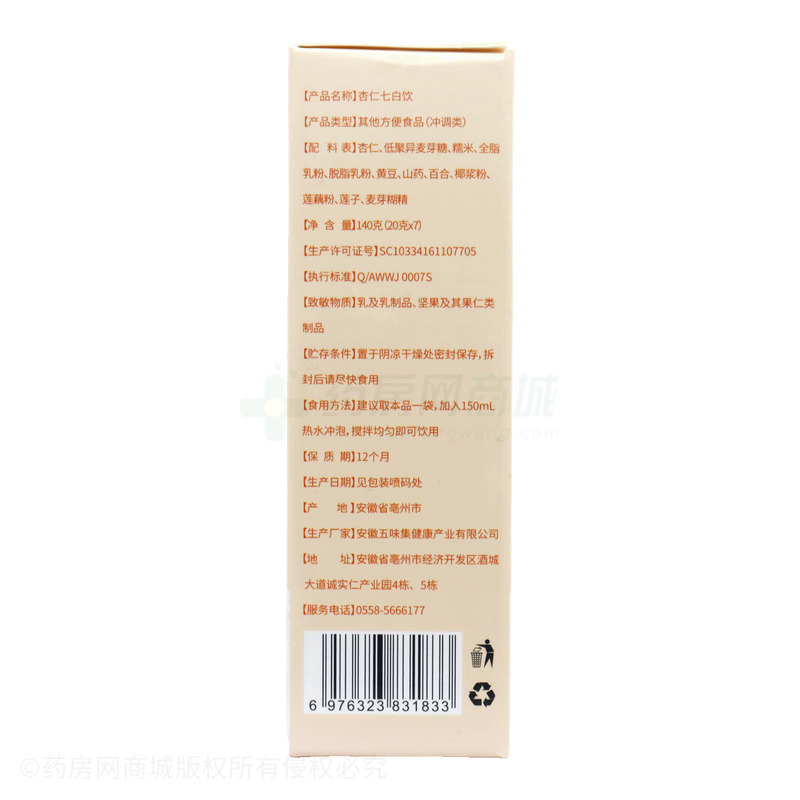 【产品名称】杏仁七白饮
【产品类型】其他方便食品(冲调类)
【配 料 表】杏仁、低聚异麦芽糖、糯米、全脂
乳粉、脱脂乳粉、黄豆、山药、百合、椰浆粉、
莲藕粉、莲子、麦芽糊精
【净 含 量】140克(20克x7)
【生产许可证号】SC10334161107705
【执行标准】Q/AWWJ 0007S
【致敏物质】乳及乳制品、坚果及其果仁类
制品
【贮存条件】置于阴凉干燥处密封保存,拆
封后请尽快食用
【食用方法】建议取本品一袋,加入150mL
热水冲泡,搅拌均匀即可饮用
【保 质 期】12个月
【生产日期】见包装喷码处
【产 地】安徽省亳州市
【生产厂家】安徽五味集健康产业有限公司
【地 址】安徽省亳州市经济开发区酒城
大道诚实仁产业园4栋、5栋
【服务电话】0558-5666177
6 976323 831833
药房网商城
©药房网商城版权所有侵权必究